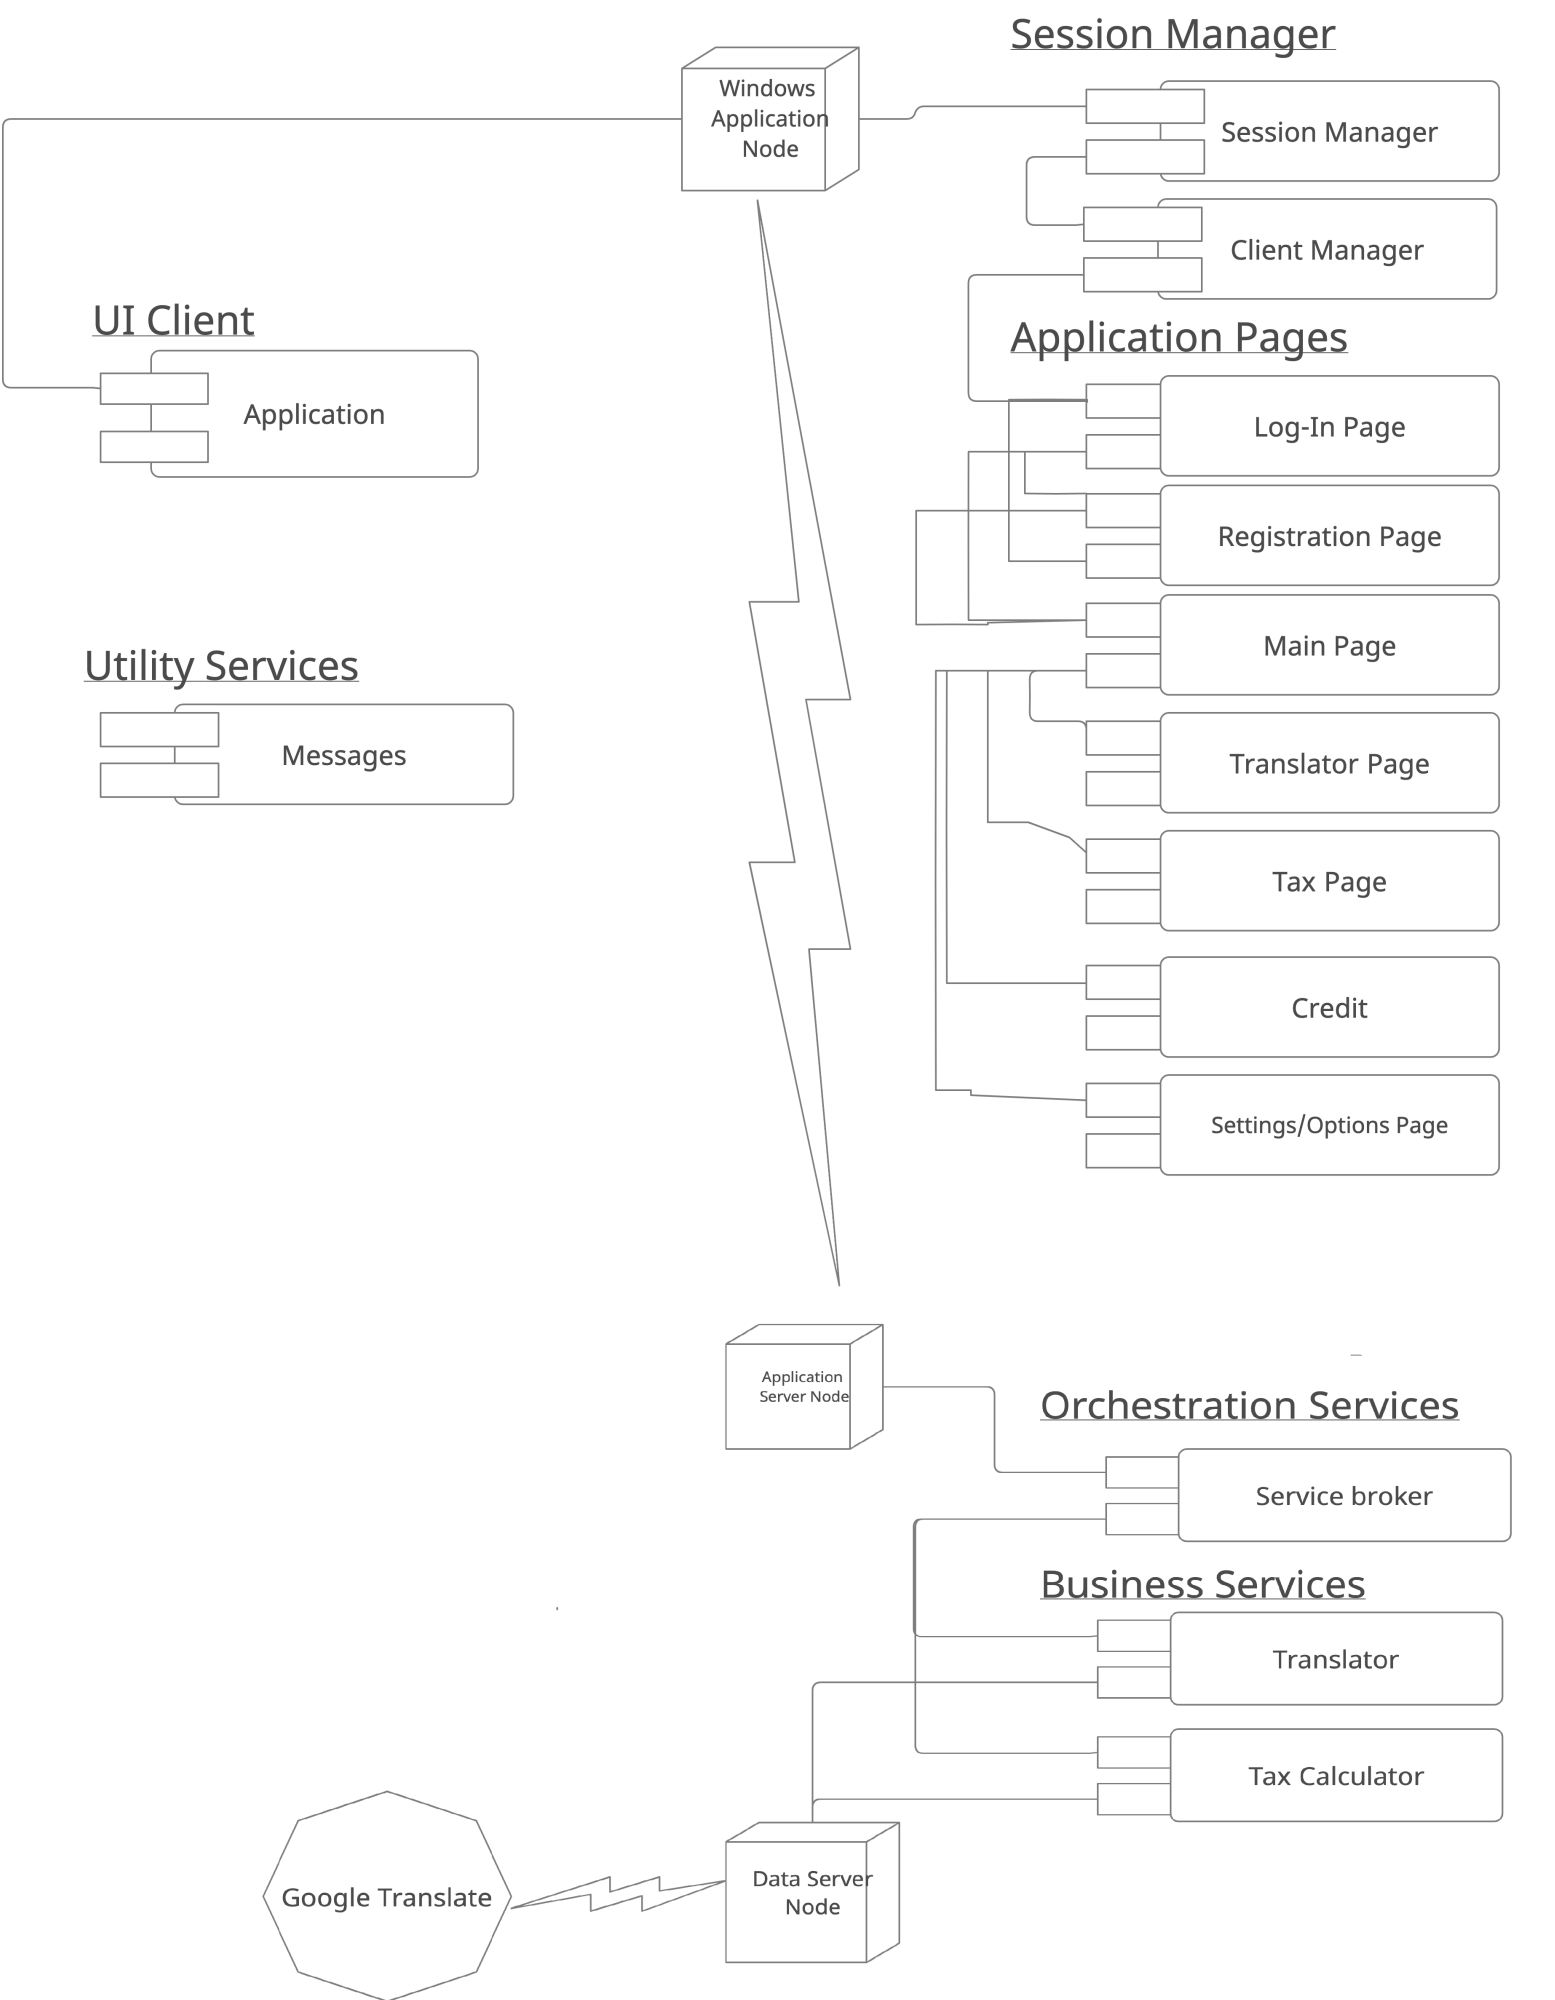 Session Manager
Windows
Application
Node
Session Manager
Client Manager
UI Client
Application
Application Pages
Log-In Page
Registration Page
Main Page
Utility Services
Messages
Translator Page
Tax Page
Credit
Settings/Options Page
Application
Server Node
Orchestration Services
Service broker
Business Services
Translator
Tax Calculator
Google Translate
Data Server
Node